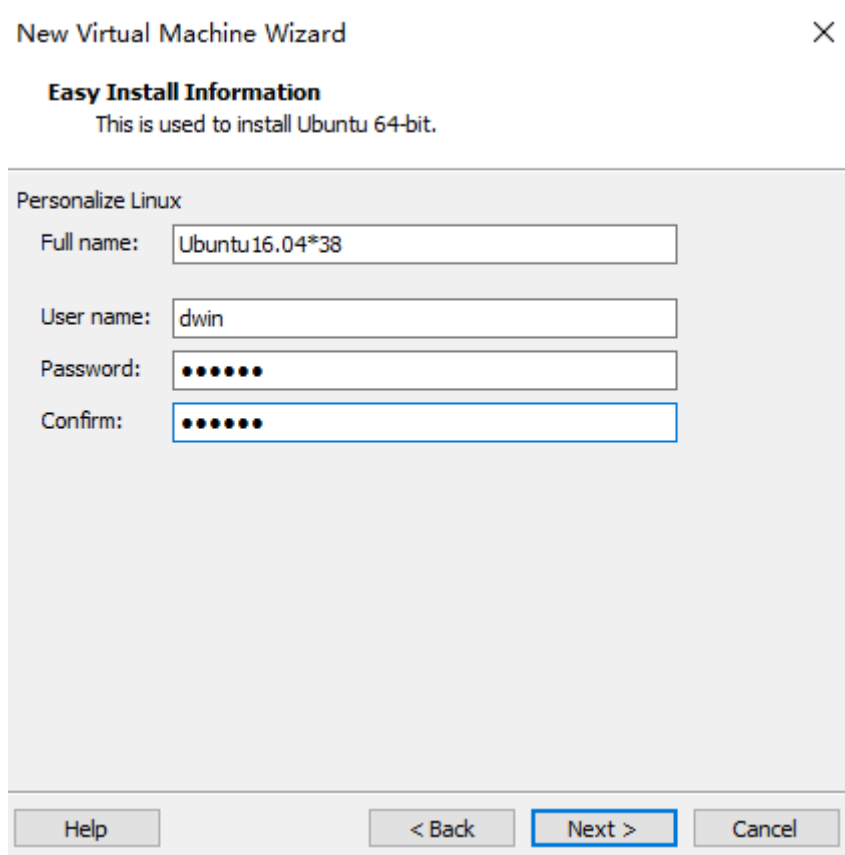 New Virtual Machine Wizard
Easy Install Information
This is used to install Ubuntu 64-bit.
Personalize Linux
Full name: Ubuntu16.04*38
User name: dwin
Password: ●●●●●●
Confirm: ●●●●●●
Help < Back Next > Cancel